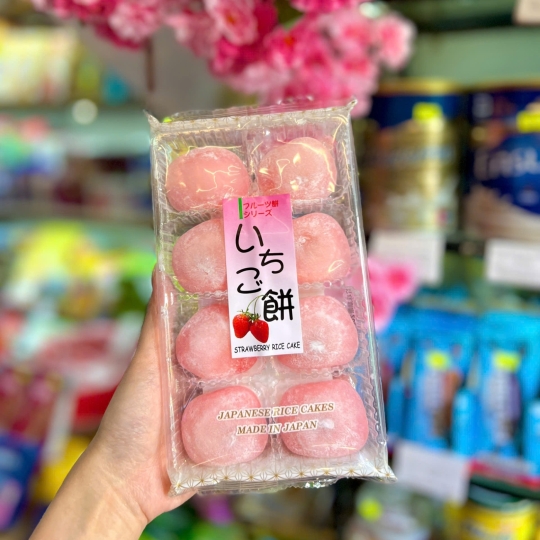 フルーツ餅
シリーズ
いちご餅
STRAWBERRY RICE CAKE
JAPANESE RICE CAKES
MADE IN JAPAN